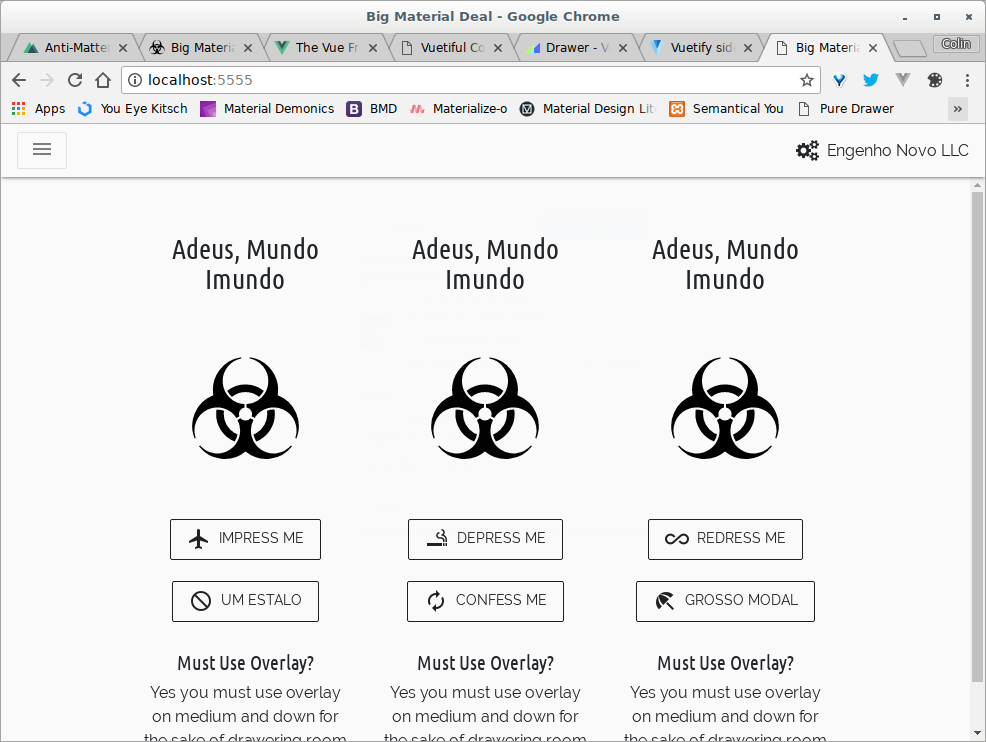 Big Material Deal - Google Chrome
Anti-Matte
Big Materia
The Vue Fr
Vuetiful Co
Drawer - V
Vuetify sid
Big Materia
Colin
localhost:5555
Apps
You Eye Kitsch
Material Demonics
BMD
Materialize-o
Material Design Lit
Semantical You
Pure Drawer
»
Engenho Novo LLC
Adeus, Mundo Imundo
Adeus, Mundo Imundo
Adeus, Mundo Imundo
IMPRESS ME
DEPRESS ME
REDRESS ME
UM ESTALO
CONFESS ME
GROSSO MODAL
Must Use Overlay?
Must Use Overlay?
Must Use Overlay?
Yes you must use overlay
on medium and down for
the sake of drawering room
Yes you must use overlay
on medium and down for
the sake of drawering room
Yes you must use overlay
on medium and down for
the sake of drawering room